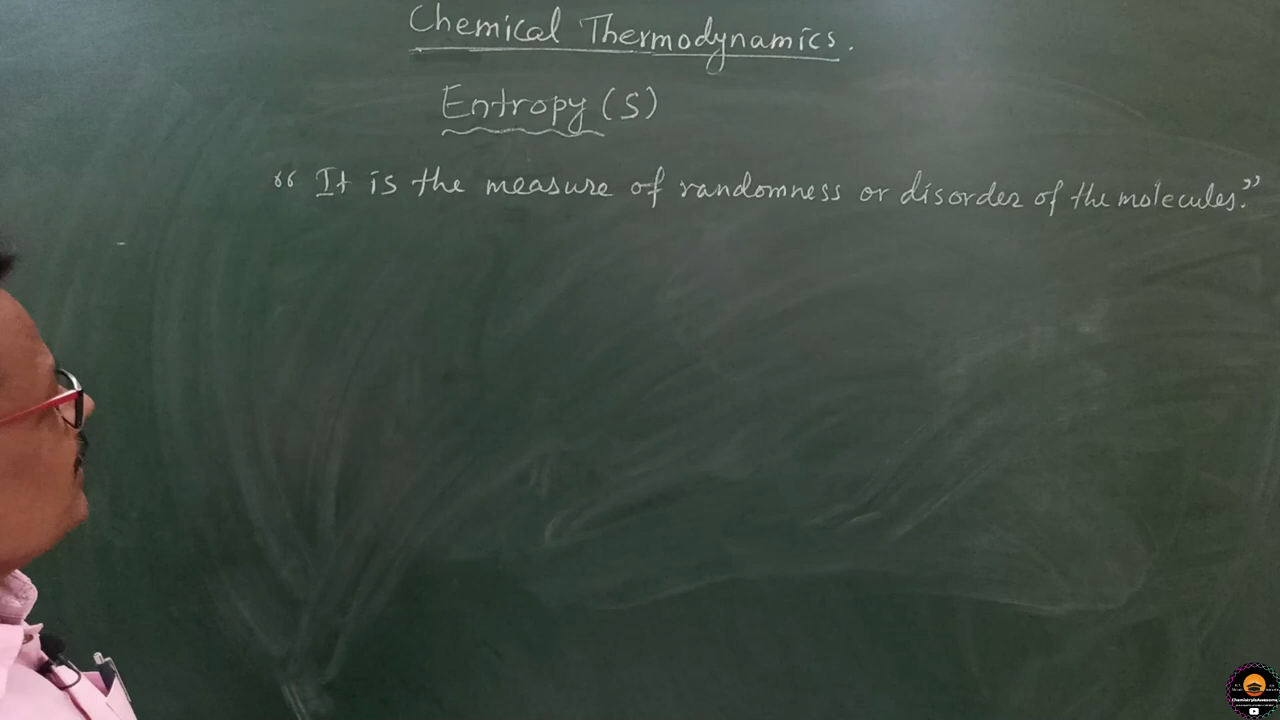 Chemical Thermodynamics.
Entropy (S)
“ It is the measure of randomness or disorder of the molecules.”